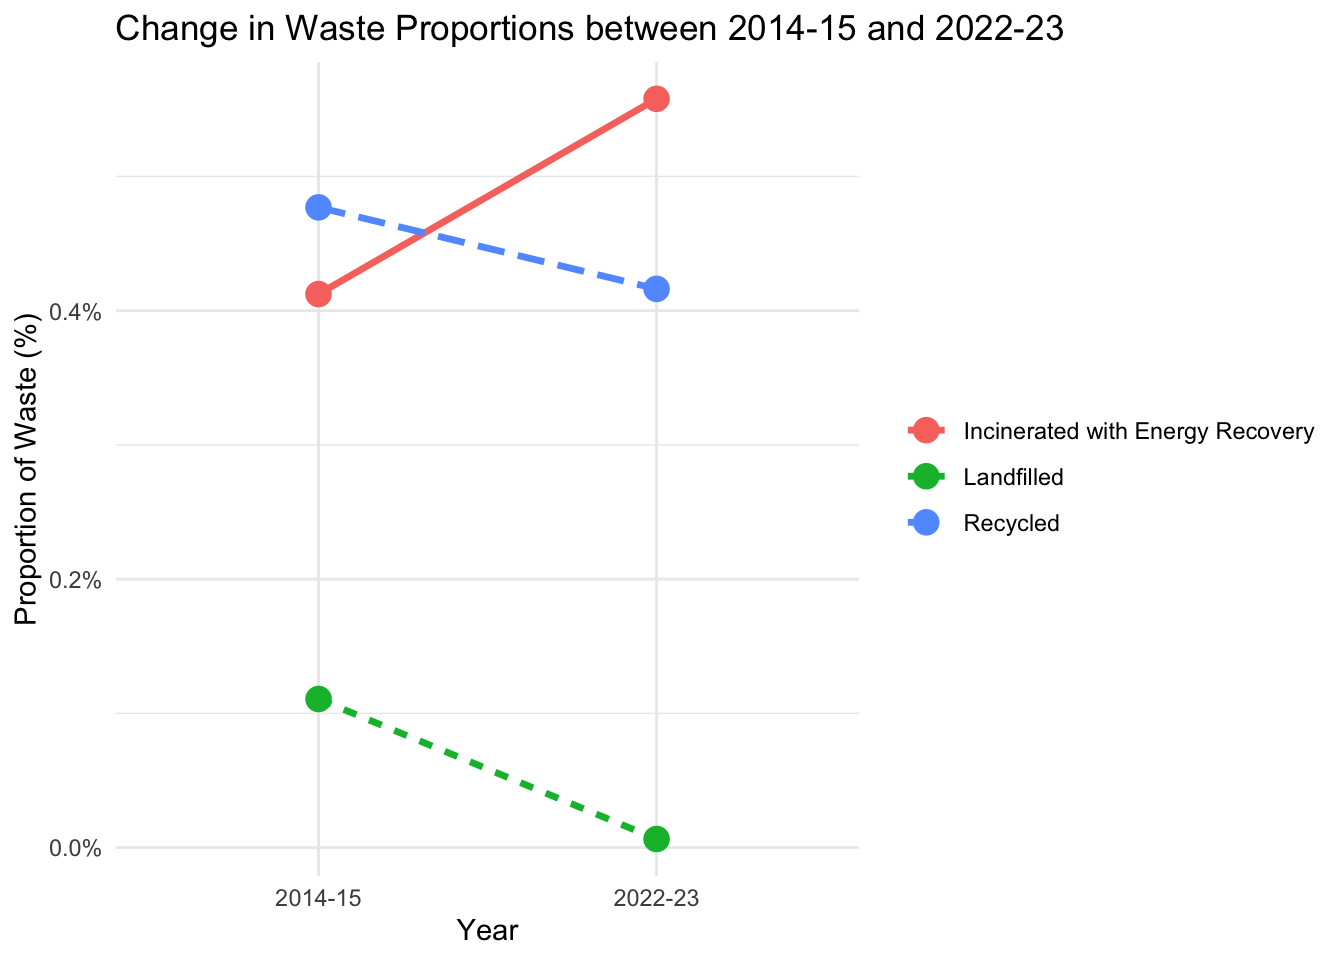 Change in Waste Proportions between 2014-15 and 2022-23
Proportion of Waste (%)
0.4%
0.2%
0.0%
2014-15
2022-23
Year
Incinerated with Energy Recovery
Landfilled
Recycled